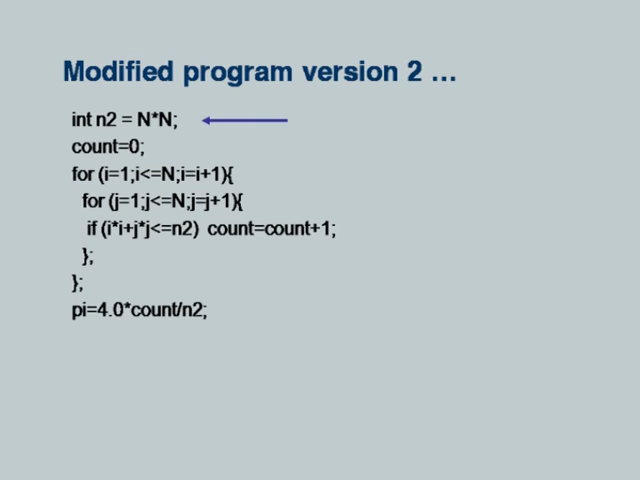 Modified program version 2 …
int n2 = N*N;
count=0;
for (i=1;i<=N;i=i+1){
for (j=1;j<=N;j=j+1){
if (i*i+j*j<=n2) count=count+1;
};
};
pi=4.0*count/n2;